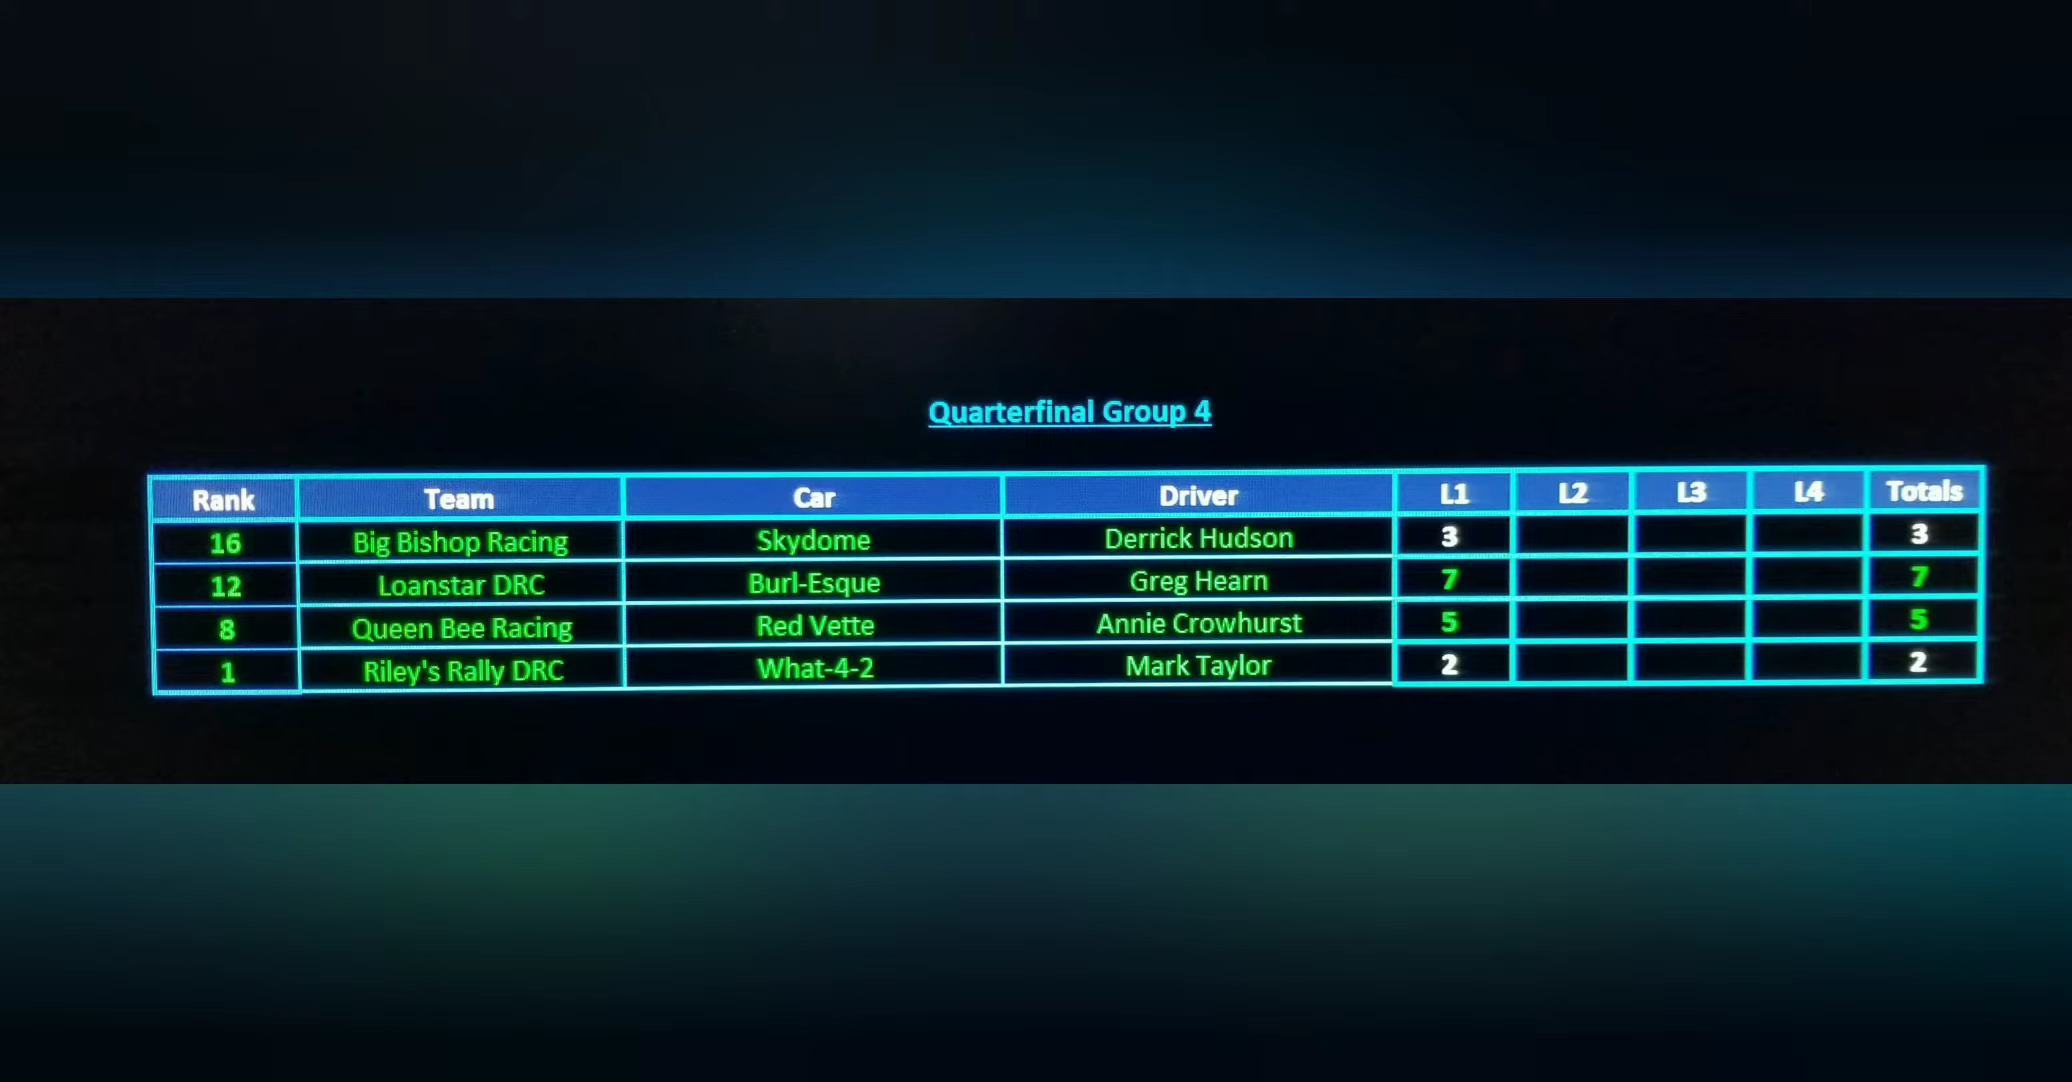 Quarterfinal Group 4
Rank Team Car Driver L1 L2 L3 L4 Totals
16 Big Bishop Racing Skydome Derrick Hudson 3 3
12 Loanstar DRC Burl-Esque Greg Hearn 7 7
8 Queen Bee Racing Red Vette Annie Crowhurst 5 5
1 Riley's Rally DRC What-4-2 Mark Taylor 2 2